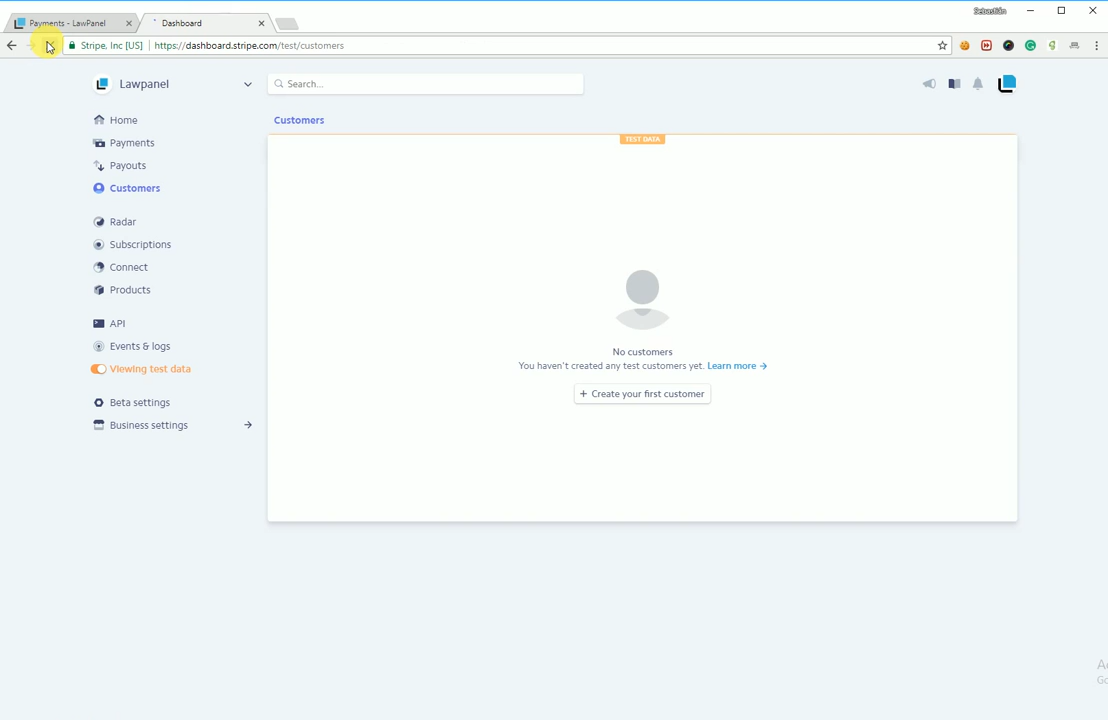 Sebastián
Payments - LawPanel
Dashboard
Stripe, Inc [US]
https://dashboard.stripe.com/test/customers
Lawpanel
Search...
Home
Payments
Payouts
Customers
Radar
Subscriptions
Connect
Products
API
Events & logs
Viewing test data
Beta settings
Business settings
Customers
TEST DATA
No customers
You haven't created any test customers yet. Learn more →
+ Create your first customer